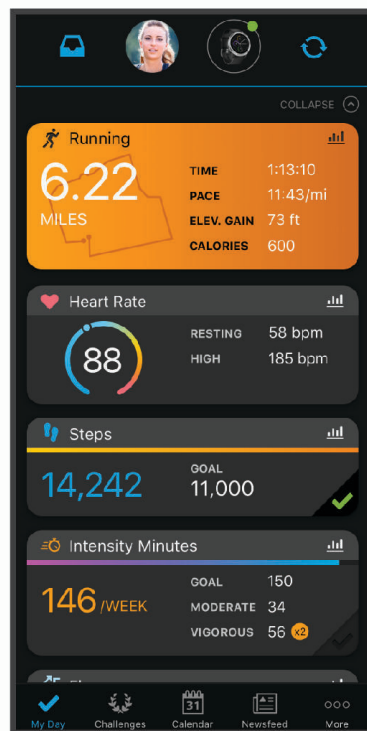 COLLAPSE
Running
6.22
MILES
TIME 1:13:10
PACE 11:43/mi
ELEV. GAIN 73 ft
CALORIES 600
Heart Rate
88
RESTING 58 bpm
HIGH 185 bpm
Steps
14,242
GOAL
11,000
Intensity Minutes
146 /WEEK
GOAL 150
MODERATE 34
VIGOROUS 56 x2
31
My Day Challenges Calendar Newsfeed More